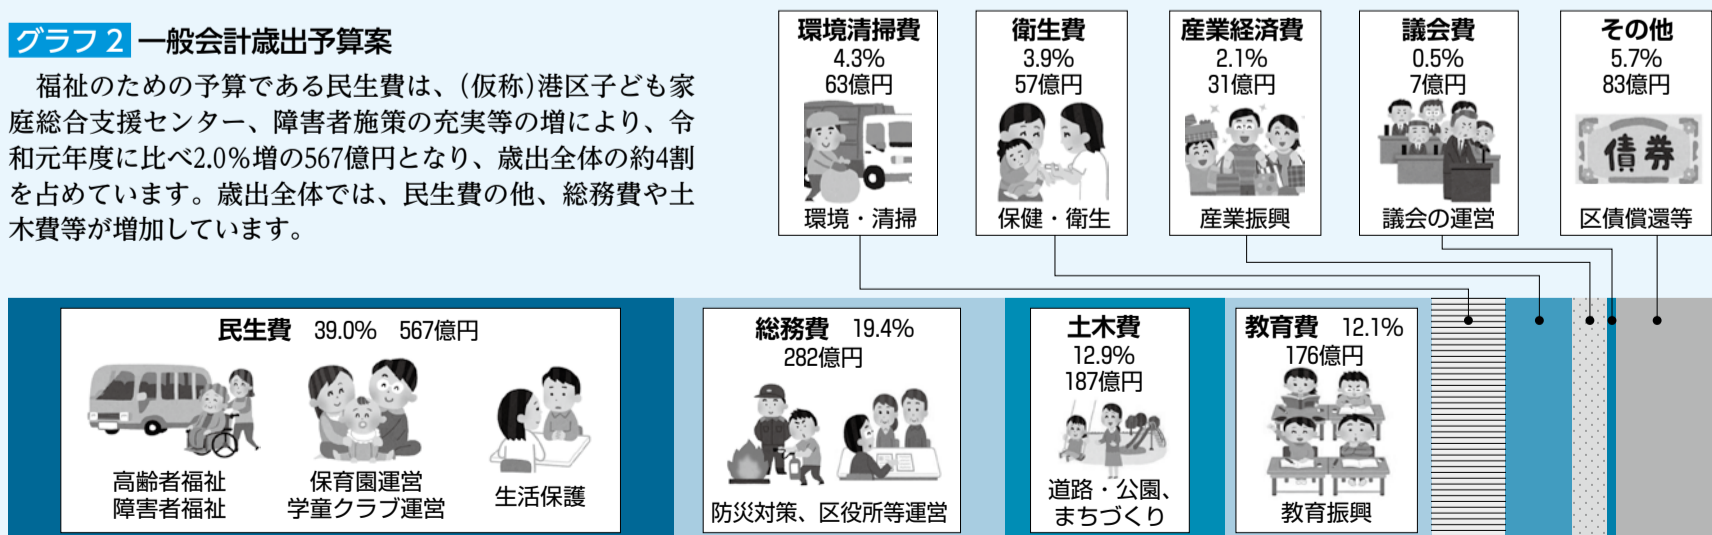 グラフ2 一般会計歳出予算案
福祉のための予算である民生費は、(仮称)港区子ども家
庭総合支援センター、障害者施策の充実等の増により、令
和元年度に比べ2.0%増の567億円となり、歳出全体の約4割
を占めています。歳出全体では、民生費の他、総務費や土
木費等が増加しています。
環境清掃費
4.3%
63億円
環境・清掃
衛生費
3.9%
57億円
保健・衛生
産業経済費
2.1%
31億円
産業振興
議会費
0.5%
7億円
議会の運営
その他
5.7%
83億円
債券
区債償還等
民生費 39.0% 567億円
高齢者福祉
障害者福祉
保育園運営
学童クラブ運営
生活保護
総務費 19.4%
282億円
防災対策、区役所等運営
土木費
12.9%
187億円
道路・公園、
まちづくり
教育費 12.1%
176億円
教育振興